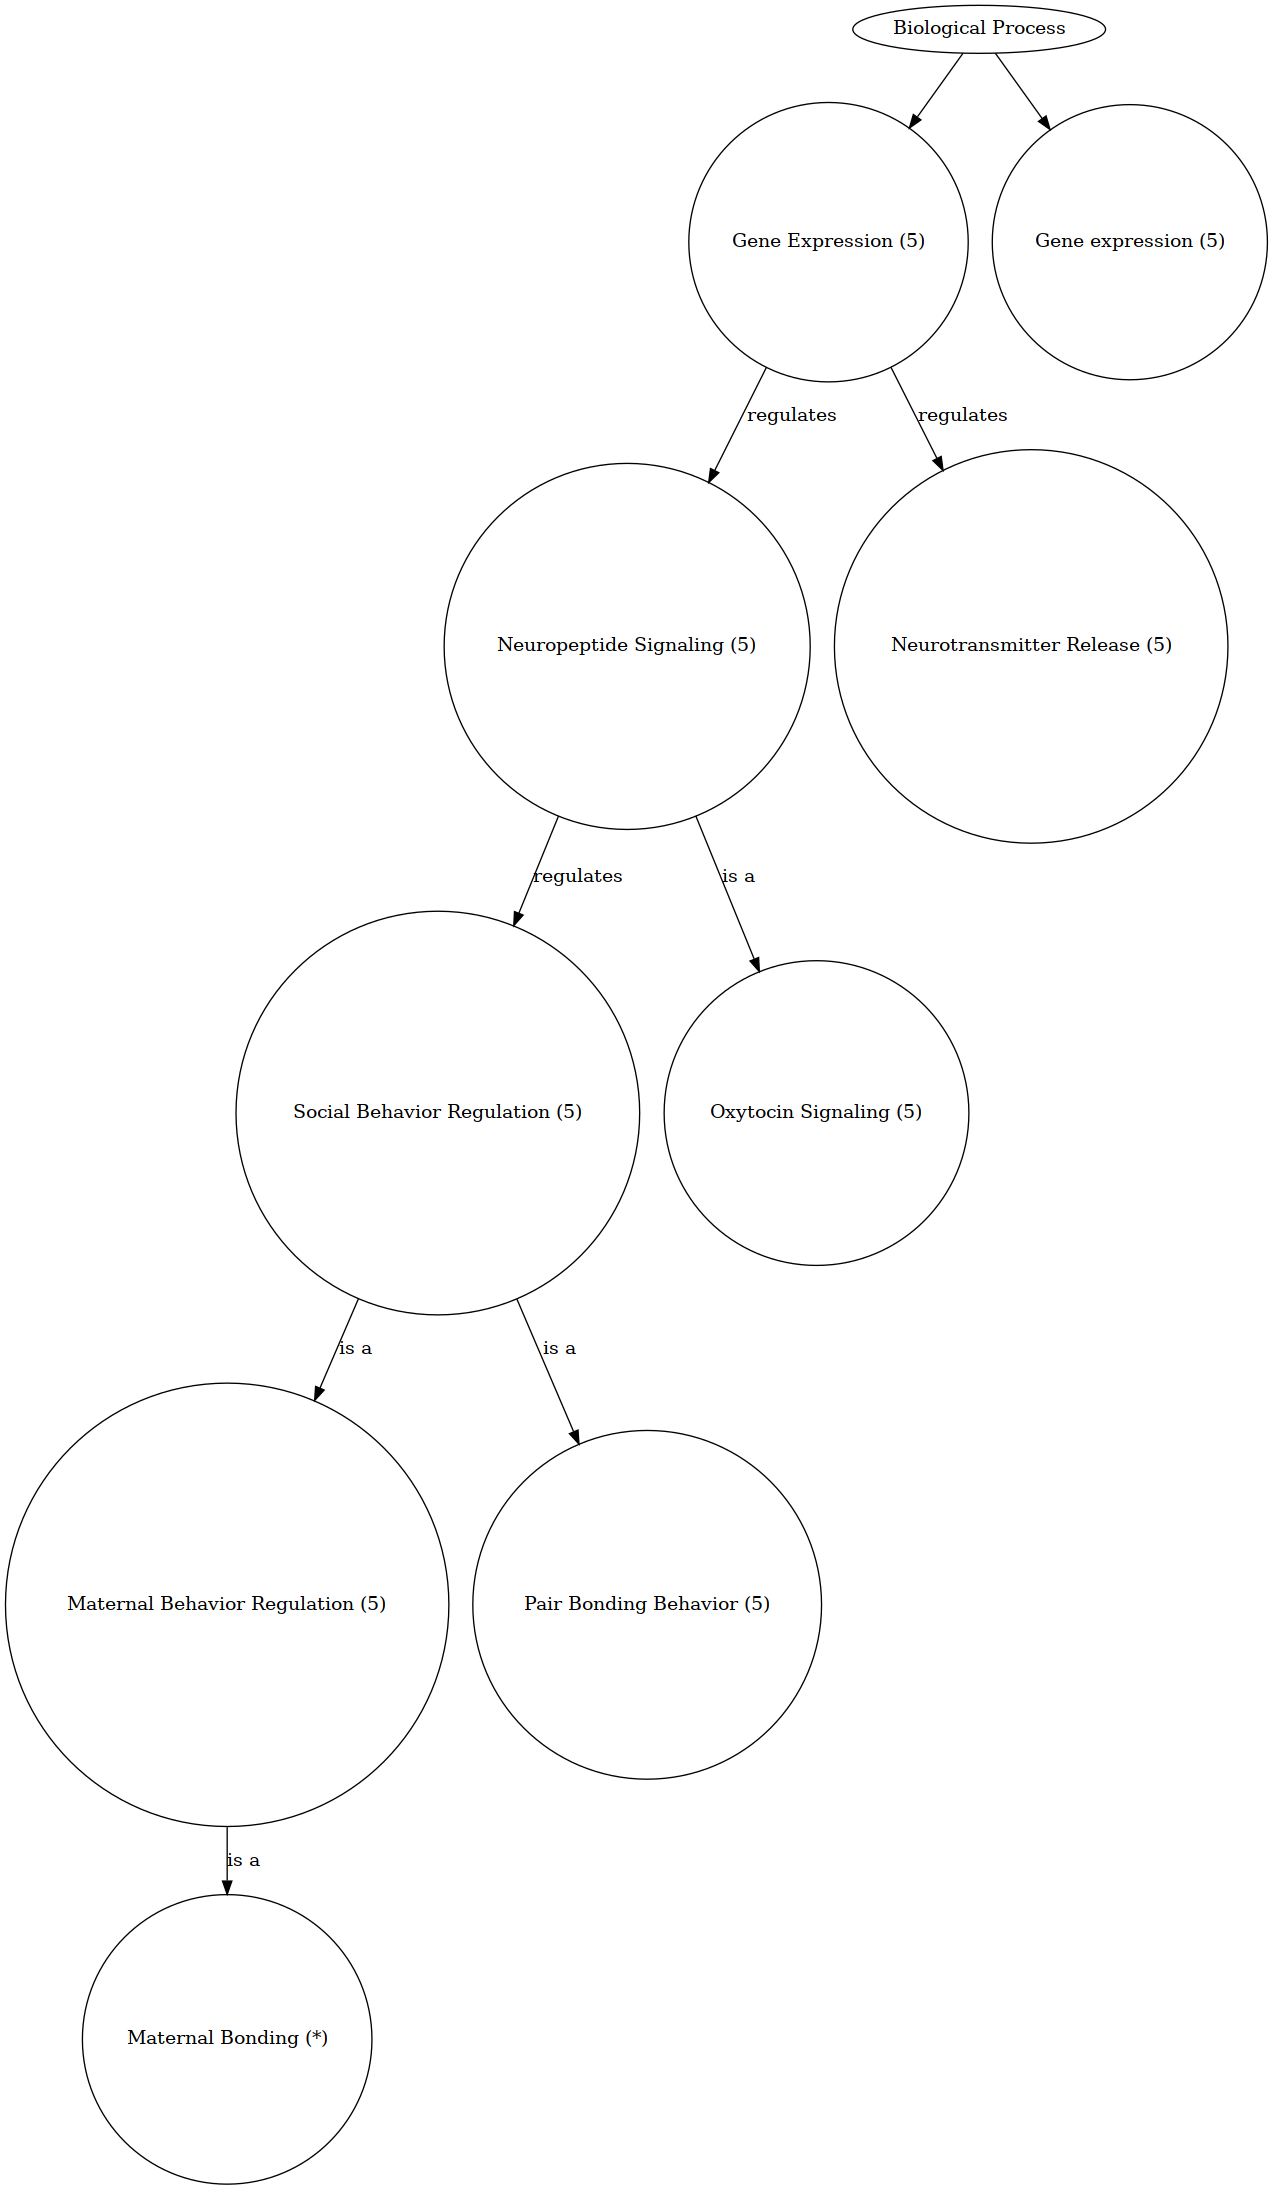 Biological Process
Gene Expression (5)
Gene expression (5)
regulates
regulates
Neuropeptide Signaling (5)
Neurotransmitter Release (5)
regulates
is a
Social Behavior Regulation (5)
Oxytocin Signaling (5)
is a
is a
Maternal Behavior Regulation (5)
Pair Bonding Behavior (5)
is a
Maternal Bonding (*)